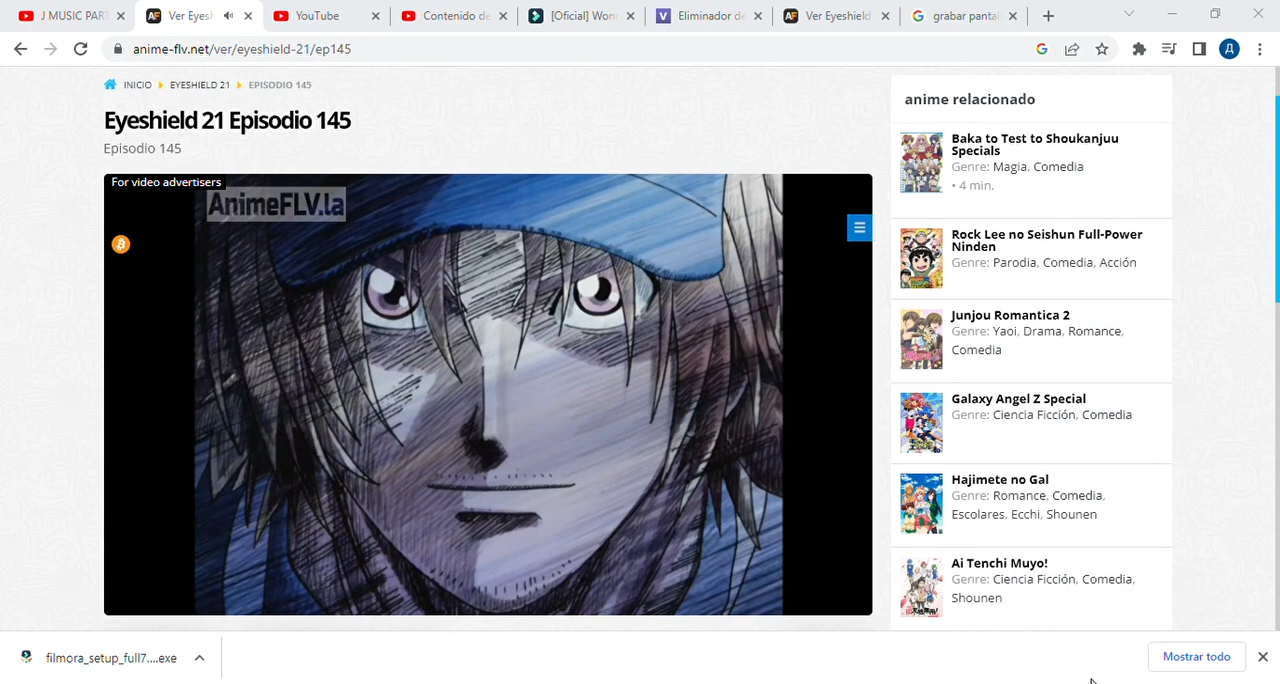 J MUSIC PART
Ver Eyesh
YouTube
Contenido de
[Oficial] Won
Eliminador de
Ver Eyeshield
grabar panta
anime-flv.net/ver/eyeshield-21/ep145
Д
INICIO
EYESHIELD 21
EPISODIO 145
Eyeshield 21 Episodio 145
Episodio 145
For video advertisers
AnimeFLV.la
anime relacionado
Baka to Test to Shoukanjuu
Specials
Genre: Magia, Comedia
• 4 min.
Rock Lee no Seishun Full-Power
Ninden
Genre: Parodia, Comedia, Acción
Junjou Romantica 2
Genre: Yaoi, Drama, Romance,
Comedia
Galaxy Angel Z Special
Genre: Ciencia Ficción, Comedia
Hajimete no Gal
Genre: Romance, Comedia,
Escolares, Ecchi, Shounen
Ai Tenchi Muyo!
Genre: Ciencia Ficción, Comedia,
Shounen
filmora_setup_full7....exe
Mostrar todo